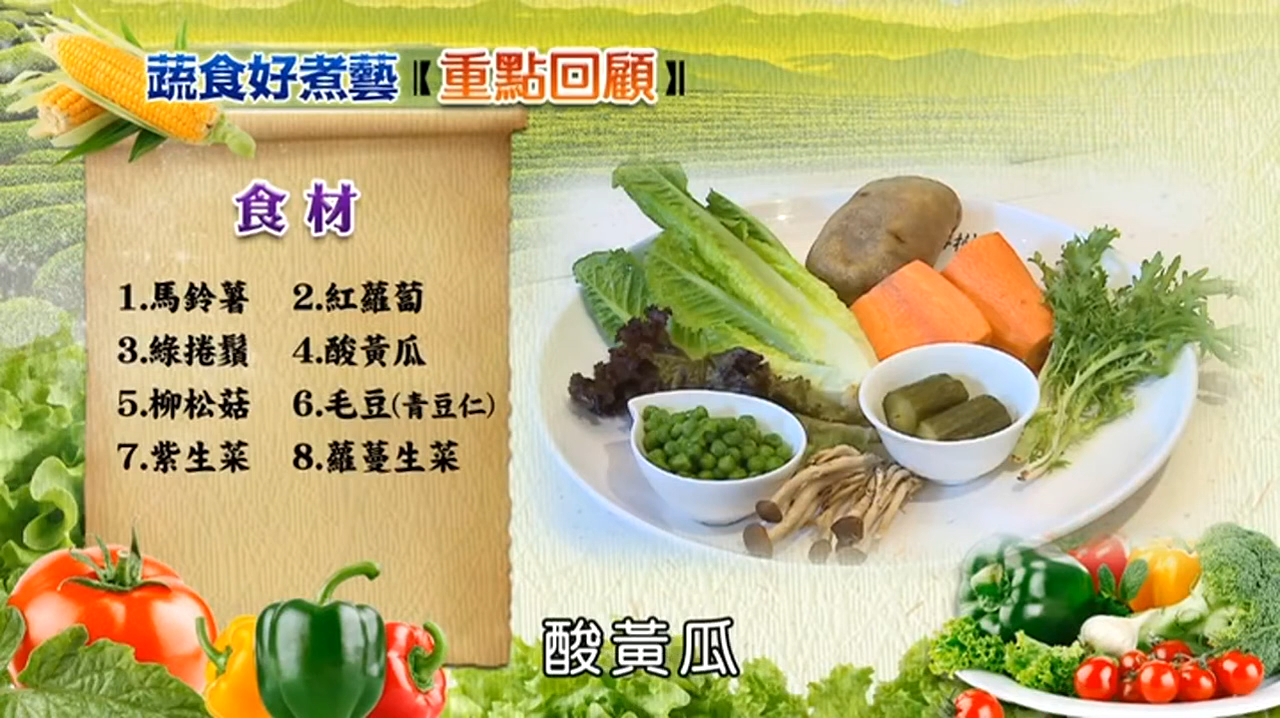 蔬食好煮藝【重點回顧】
食材
1.馬鈴薯 2.紅蘿蔔
3.綠捲鬚 4.酸黃瓜
5.柳松菇 6.毛豆(青豆仁)
7.紫生菜 8.蘿蔓生菜
酸黃瓜